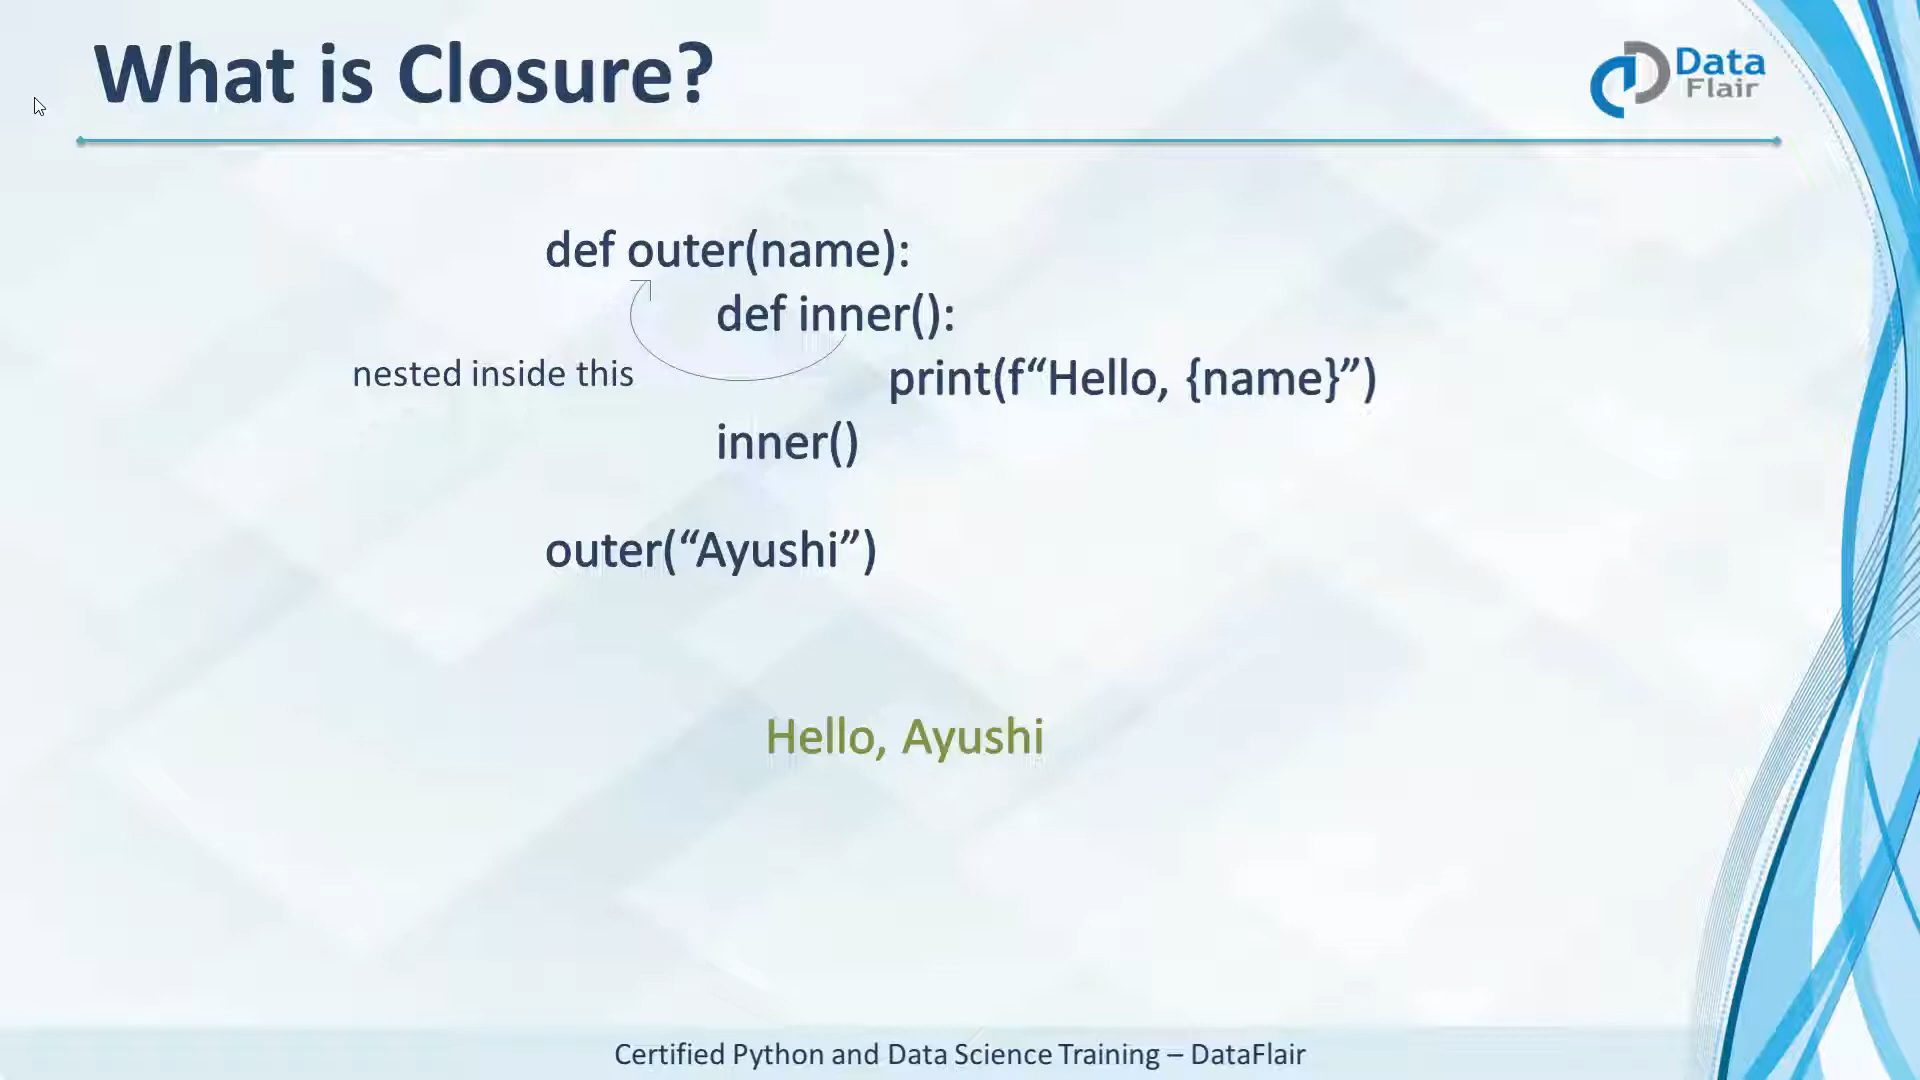 What is Closure?
Data
Flair
def outer(name):
def inner():
nested inside this
print(f“Hello, {name}”)
inner()
outer(“Ayushi”)
Hello, Ayushi
Certified Python and Data Science Training – DataFlair